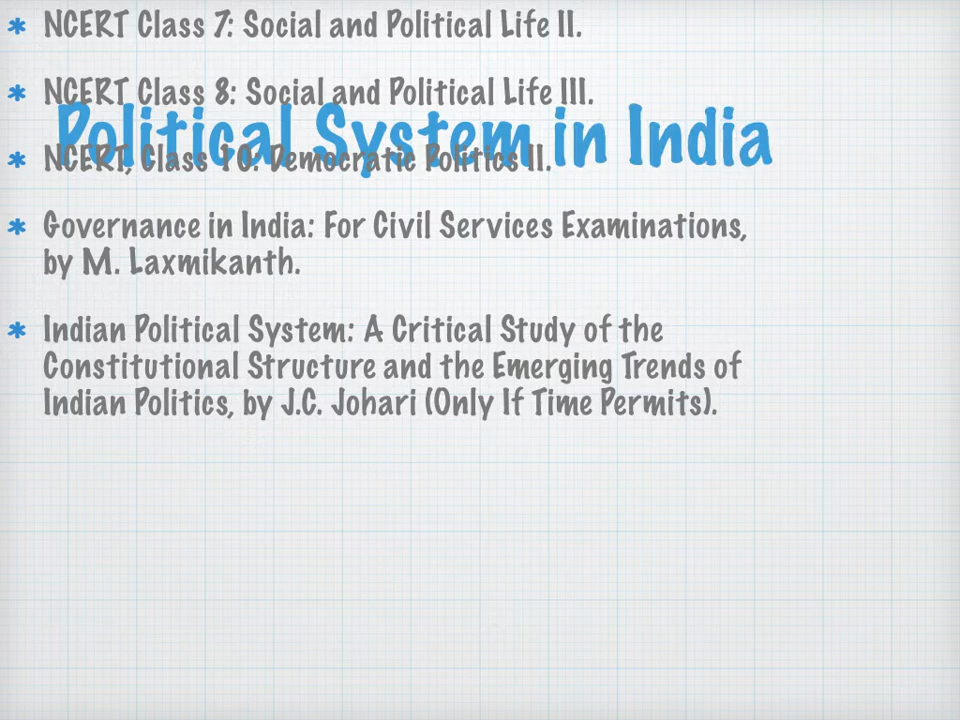 NCERT Class 7: Social and Political Life II.
NCERT Class 8: Social and Political Life III.
Political System in India
NCERT, Class 10: Democratic Politics II.
Governance in India: For Civil Services Examinations,
by M. Laxmikanth.
Indian Political System: A Critical Study of the
Constitutional Structure and the Emerging Trends of
Indian Politics, by J.C. Johari (Only If Time Permits).